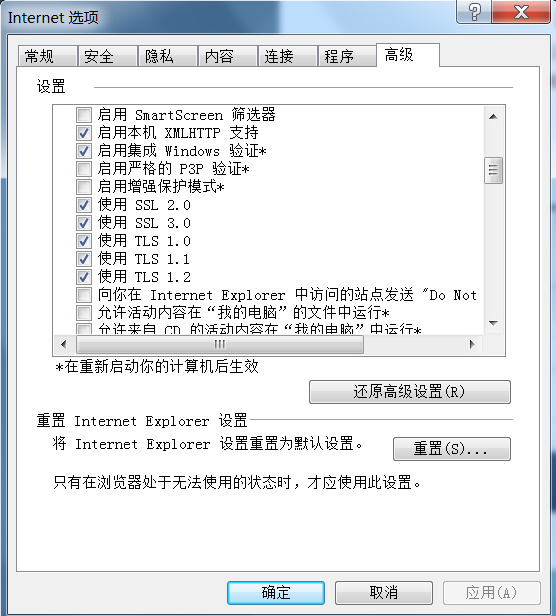 Internet 选项
常规 安全 隐私 内容 连接 程序 高级
设置
启用 SmartScreen 筛选器
启用本机 XMLHTTP 支持
启用集成 Windows 验证*
启用严格的 P3P 验证*
启用增强保护模式*
使用 SSL 2.0
使用 SSL 3.0
使用 TLS 1.0
使用 TLS 1.1
使用 TLS 1.2
向你在 Internet Explorer 中访问的站点发送 "Do Not
允许活动内容在“我的电脑”的文件中运行*
允许来自 CD 的活动内容在“我的电脑”中运行*
*在重新启动你的计算机后生效
还原高级设置(R)
重置 Internet Explorer 设置
将 Internet Explorer 设置重置为默认设置。
重置(S)...
只有在浏览器处于无法使用的状态时，才应使用此设置。
确定 取消 应用(A)